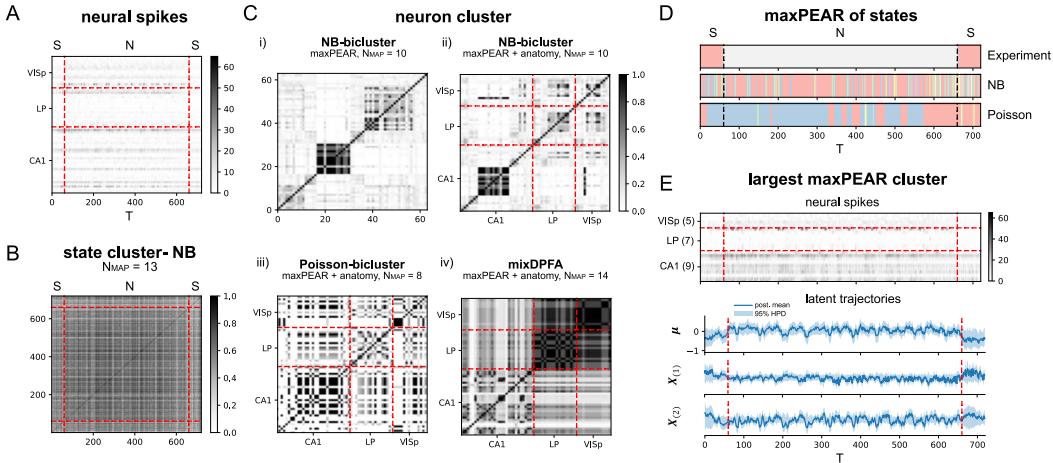 A
neural spikes
S N S
VISp
LP
CA1
0 200 400 600
T
60
50
40
30
20
10
0
B
state cluster- NB
NMAP = 13
S N S
600
400
200
200 400 600
1,0
0.8
0.6
0.4
0.2
0.0
C
neuron cluster
i)
NB-bicluster
maxPEAR, NMAP = 10
60
40
20
0
0 20 40 60
ii)
NB-bicluster
maxPEAR + anatomy, NMAP = 10
VISp
LP
CA1
CA1 LP VISp
1.0
0.8
0.6
0.4
0.2
0.0
iii)
Poisson-bicluster
maxPEAR + anatomy, NMAP = 8
VISp
LP
CA1
CA1 LP VISp
iv)
mixDPFA
maxPEAR + anatomy, NMAP = 14
VISp
LP
CA1
CA1 LP VISp
D
maxPEAR of states
S N S
Experiment
NB
Poisson
0 100 200 300 400 500 600 700
T
E
largest maxPEAR cluster
neural spikes
VISp (5)
LP (7)
CA1 (9)
60
40
20
0
latent trajectories
post. mean
95% HPD
μ
0
−1
X(1)
X(2)
0 100 200 300 400 500 600 700
T